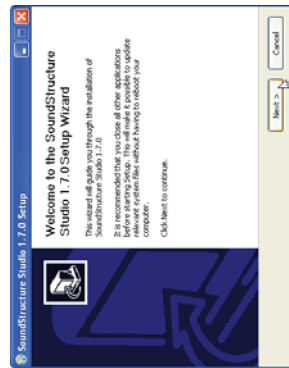 SoundStructure Studio 1.7.0 Setup
Welcome to the SoundStructure
Studio 1.7.0 Setup Wizard
This wizard will guide you through the installation of
SoundStructure Studio 1.7.0
It is recommended that you close all other applications
before starting Setup. This will make it possible to update
relevant system files without having to reboot your
computer.
Click Next to continue.
Next >
Cancel